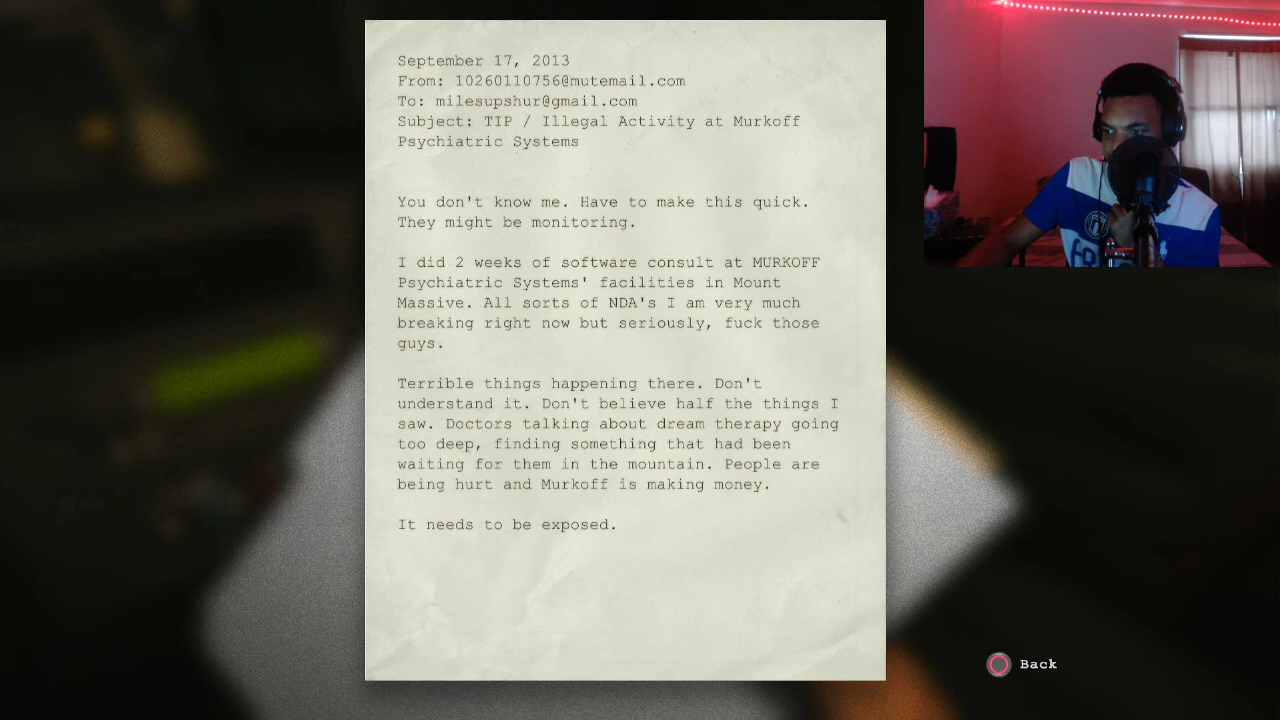 September 17, 2013
From: 10260110756@mutemail.com
To: milesupshur@gmail.com
Subject: TIP / Illegal Activity at Murkoff
Psychiatric Systems
You don't know me. Have to make this quick.
They might be monitoring.
I did 2 weeks of software consult at MURKOFF
Psychiatric Systems' facilities in Mount
Massive. All sorts of NDA's I am very much
breaking right now but seriously, fuck those
guys.
Terrible things happening there. Don't
understand it. Don't believe half the things I
saw. Doctors talking about dream therapy going
too deep, finding something that had been
waiting for them in the mountain. People are
being hurt and Murkoff is making money.
It needs to be exposed.
Back